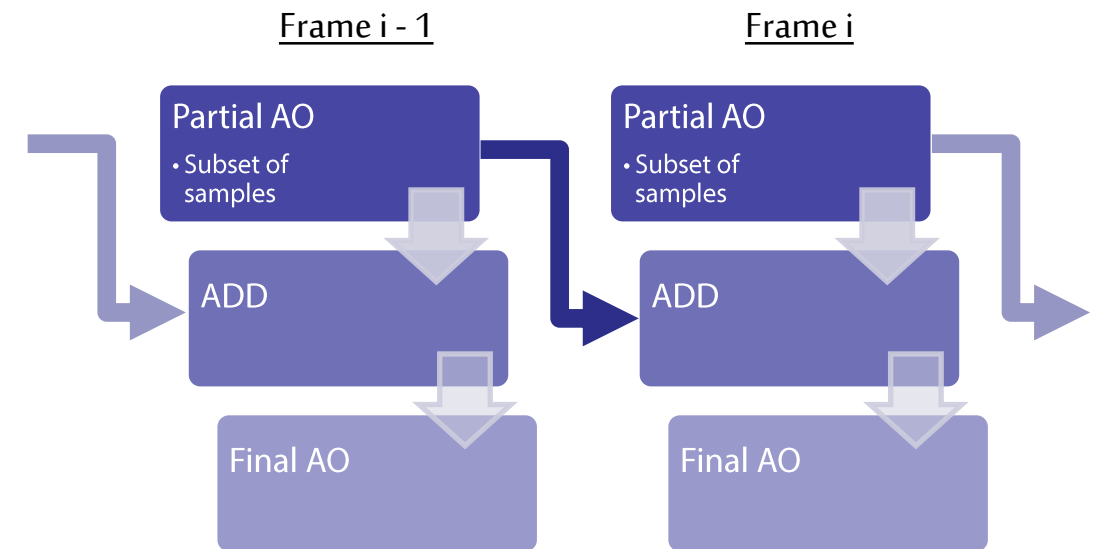 Frame i - 1
Partial AO
• Subset of
samples
ADD
Final AO
Frame i
Partial AO
• Subset of
samples
ADD
Final AO